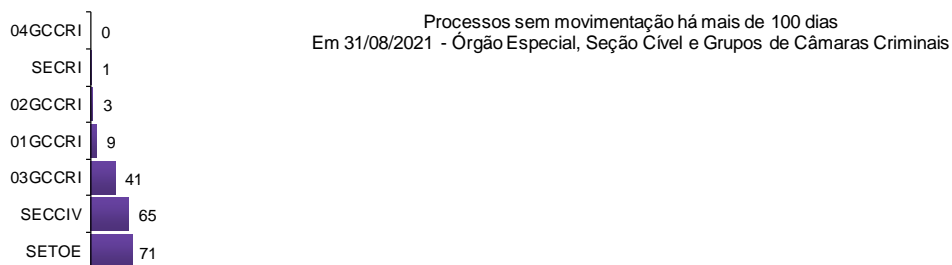 Processos sem movimentação há mais de 100 dias
Em 31/08/2021 - Órgão Especial, Seção Cível e Grupos de Câmaras Criminais
04GCCRI 0
SECRI 1
02GCCRI 3
01GCCRI 9
03GCCRI 41
SECCIV 65
SETOE 71